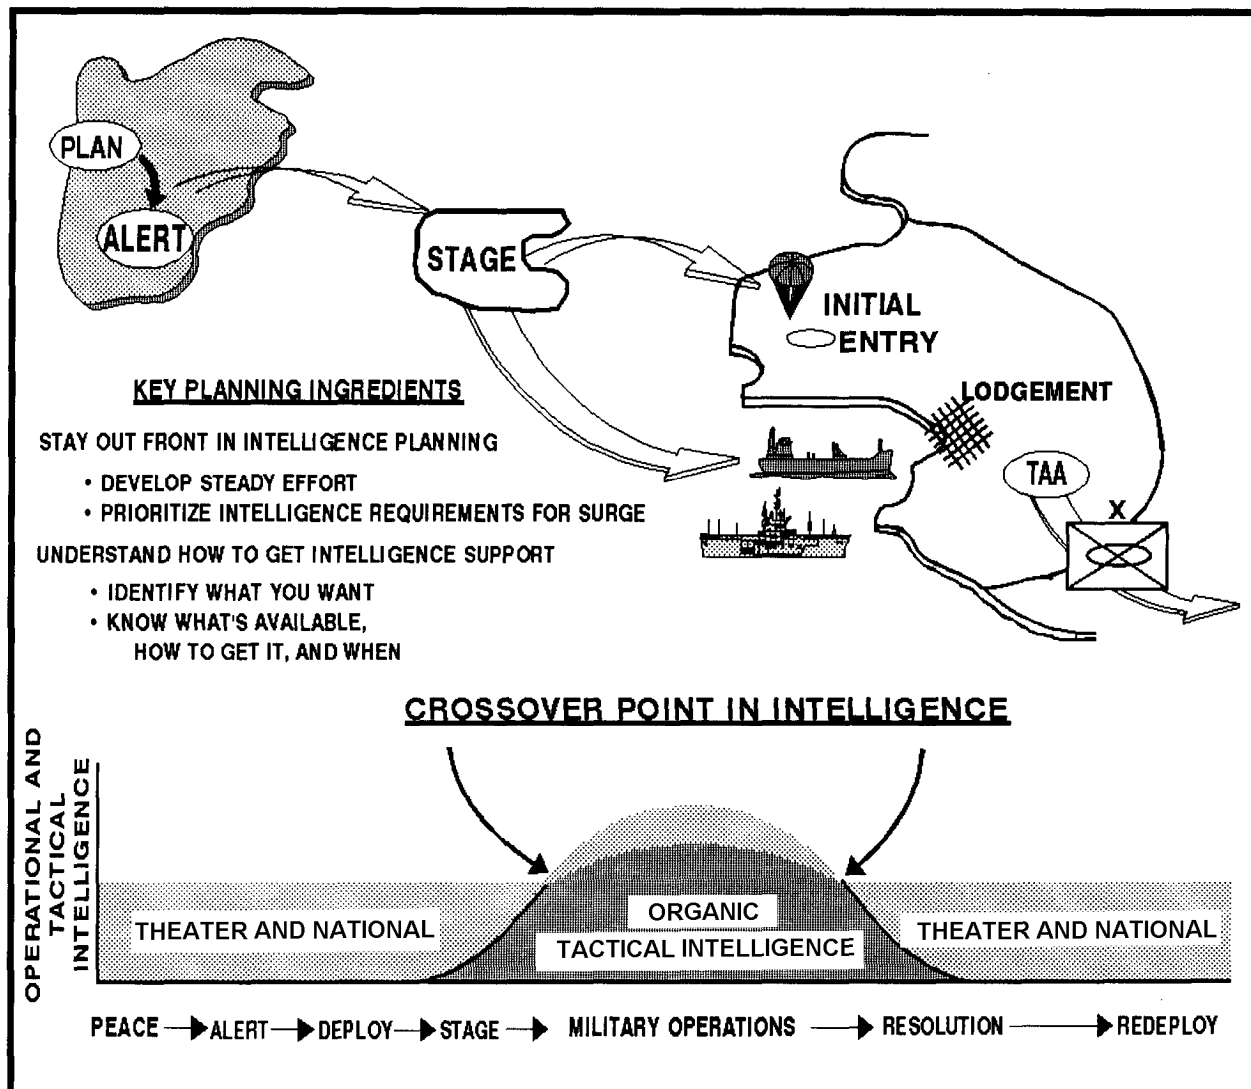 PLAN
ALERT
STAGE
INITIAL
ENTRY
LODGEMENT
TAA
X
KEY PLANNING INGREDIENTS
STAY OUT FRONT IN INTELLIGENCE PLANNING
• DEVELOP STEADY EFFORT
• PRIORITIZE INTELLIGENCE REQUIREMENTS FOR SURGE
UNDERSTAND HOW TO GET INTELLIGENCE SUPPORT
• IDENTIFY WHAT YOU WANT
• KNOW WHAT'S AVAILABLE,
HOW TO GET IT, AND WHEN
CROSSOVER POINT IN INTELLIGENCE
OPERATIONAL AND
TACTICAL
INTELLIGENCE
THEATER AND NATIONAL
ORGANIC
TACTICAL INTELLIGENCE
THEATER AND NATIONAL
PEACE ALERT DEPLOY STAGE MILITARY OPERATIONS RESOLUTION REDEPLOY